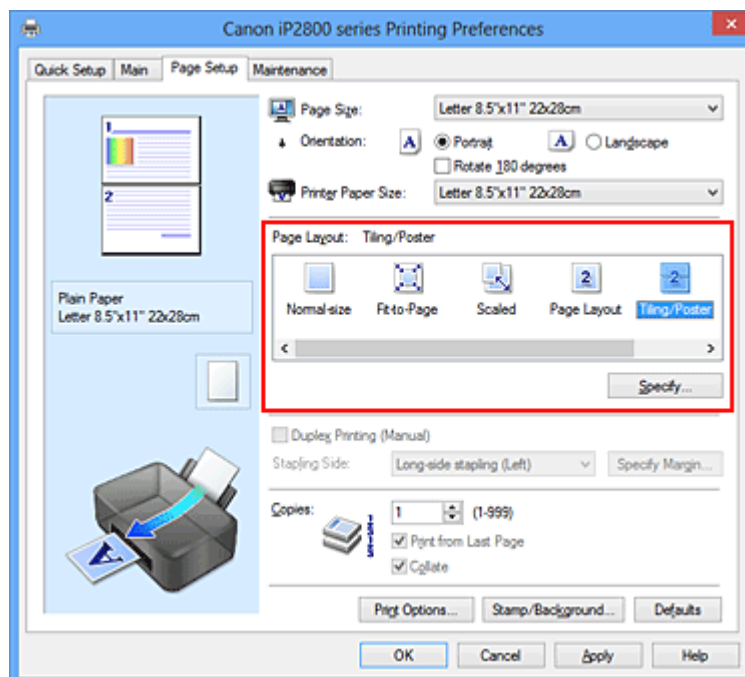 Canon iP2800 series Printing Preferences
Quick Setup Main Page Setup Maintenance
1
2
Plain Paper
Letter 8.5"x11" 22x28cm
Page Size: Letter 8.5"x11" 22x28cm
Orientation: A Portrait A Landscape
Rotate 180 degrees
Printer Paper Size: Letter 8.5"x11" 22x28cm
Page Layout: Tiling/Poster
2 2
Normal-size Fit-to-Page Scaled Page Layout Tiling/Poster
Specify...
Duplex Printing (Manual)
Stapling Side: Long-side stapling (Left) Specify Margin...
Copies: 1 (1-999)
Print from Last Page
Collate
A
Print Options... Stamp/Background... Defaults
OK Cancel Apply Help